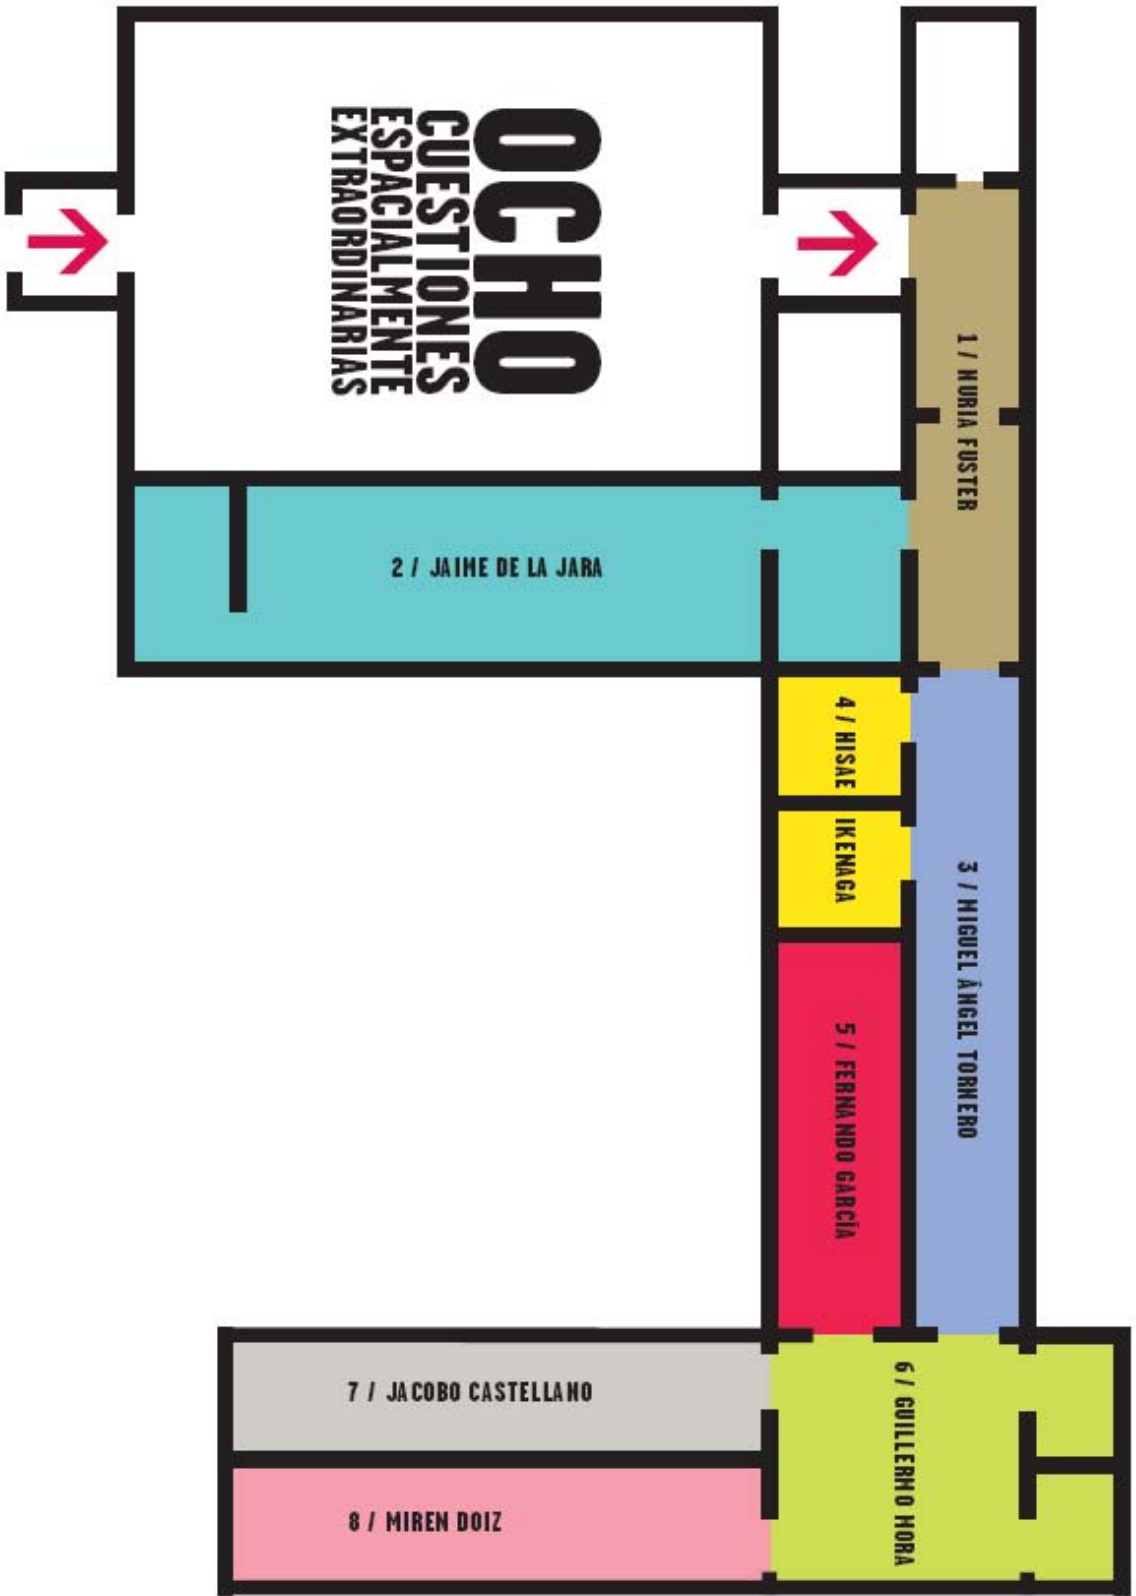 OCHO
CUESTIONES
ESPACIALMENTE
EXTRAORDINARIAS
1 / NURIA FUSTER
2 / JAIME DE LA JARA
3 / MIGUEL ÁNGEL TORNERO
4 / HISAE IKENAGA
5 / FERNANDO GARCÍA
6 / GUILLERMO MORA
7 / JACOBO CASTELLANO
8 / MIREN DOIZ